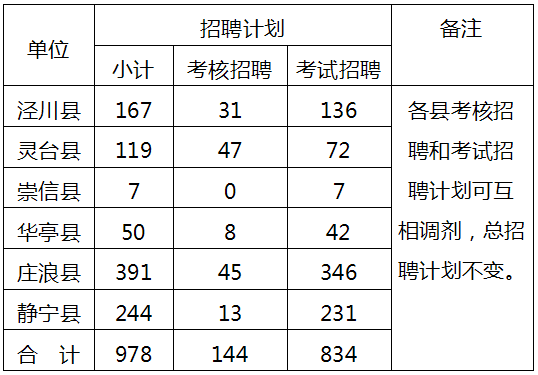 单位 招聘计划 备注
小计 考核招聘 考试招聘
泾川县 167 31 136
灵台县 119 47 72
崇信县 7 0 7
华亭县 50 8 42
庄浪县 391 45 346
静宁县 244 13 231
合 计 978 144 834
各县考核招
聘和考试招
聘计划可互
相调剂，总招
聘计划不变。